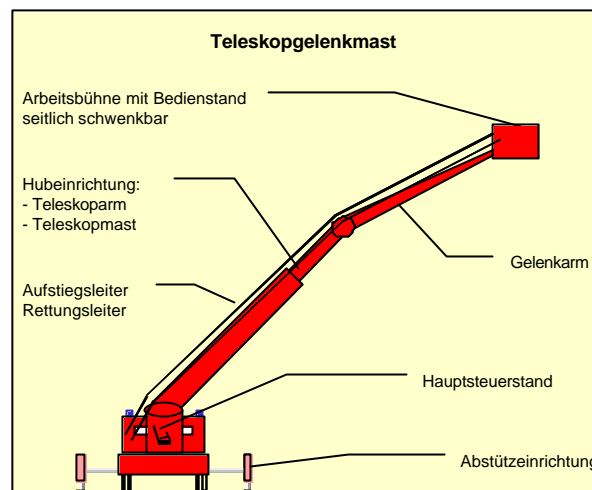 Teleskopgelenkmast
Arbeitsbühne mit Bedienstand
seitlich schwenkbar
Hubeinrichtung:
- Teleskoparm
- Teleskopmast
Gelenkarm
Aufstiegsleiter
Rettungsleiter
Hauptsteuerstand
Abstützeinrichtung